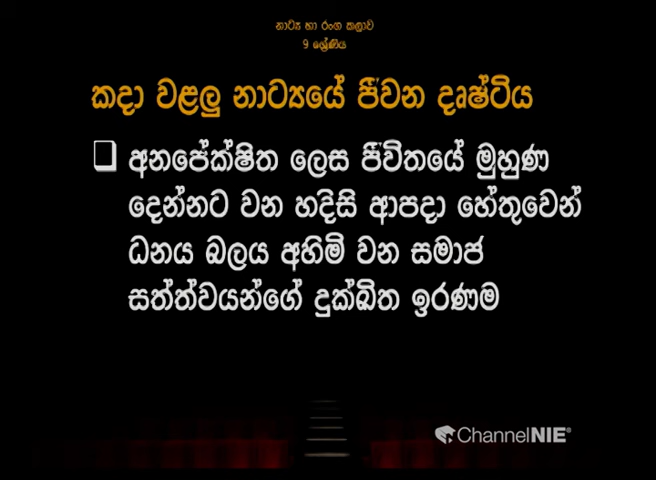 නාට්‍ය හා රංග කලාව
9 ශ්‍රේණිය
කදා වළලු නාට්‍යයේ ජීවන දෘෂ්ටිය
❑ අනපේක්ෂිත ලෙස ජීවිතයේ මුහුණ
දෙන්නට වන හදිසි ආපදා හේතුවෙන්
ධනය බලය අහිමි වන සමාජ
සත්ත්වයන්ගේ දුක්ඛිත ඉරණම
ChannelNIE®